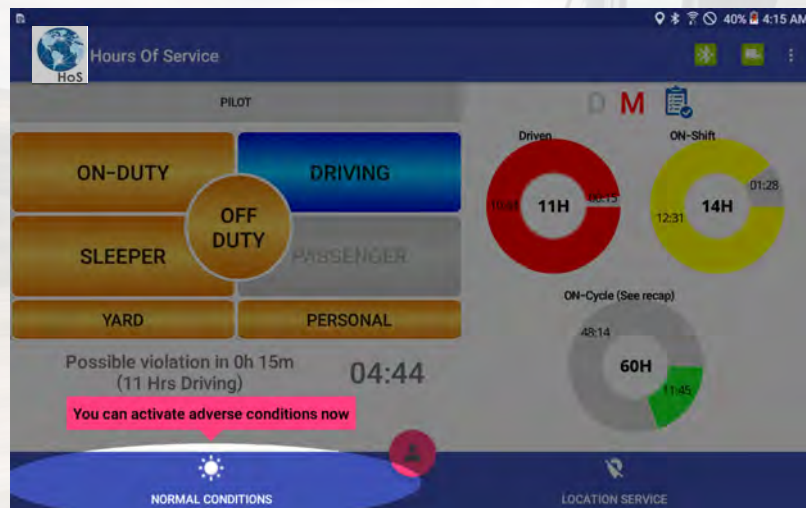 40% 4:15 AM
HoS
Hours Of Service
PILOT
D M
ON-DUTY
DRIVING
OFF
DUTY
SLEEPER
PASSENGER
YARD
PERSONAL
Possible violation in 0h 15m
(11 Hrs Driving)
04:44
You can activate adverse conditions now
NORMAL CONDITIONS
Driven
11H
00:15
ON-Shift
01:28
14H
12:31
ON-Cycle (See recap)
48:14
60H
11:45
LOCATION SERVICE